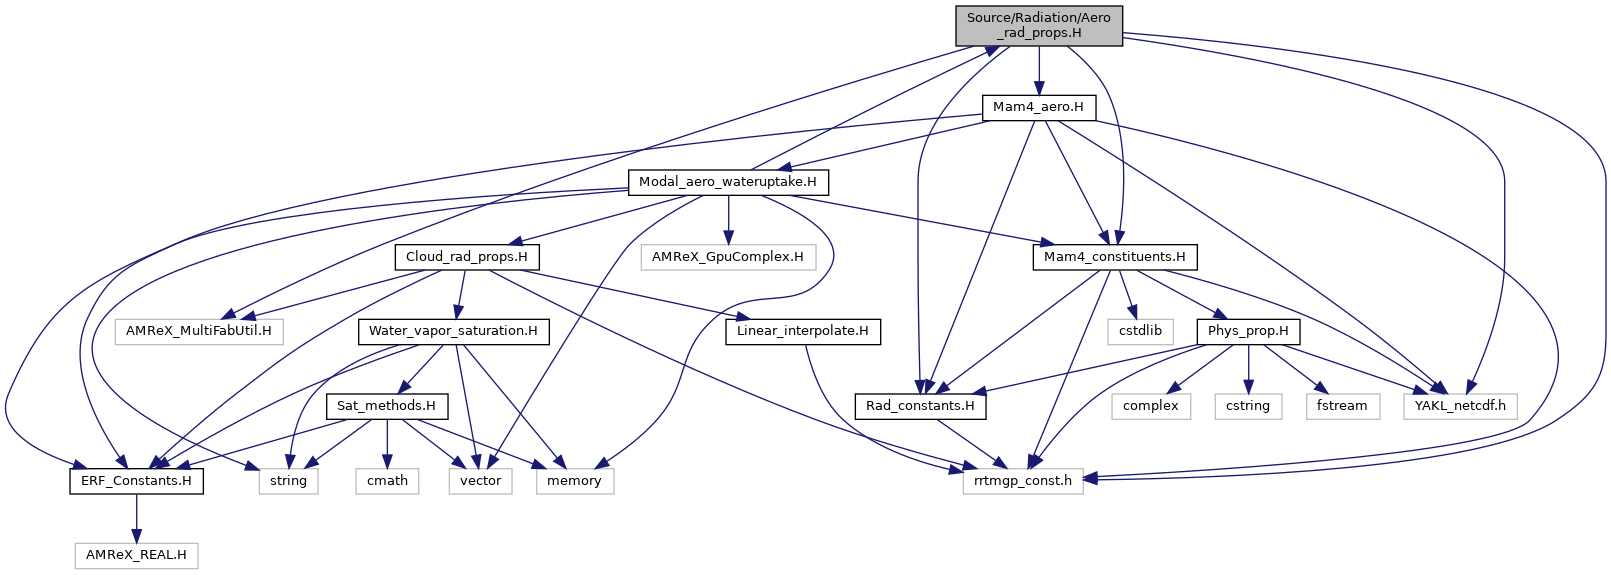 Source/Radiation/Aero
_rad_props.H
Mam4_aero.H
Modal_aero_wateruptake.H
Cloud_rad_props.H
AMReX_GpuComplex.H
Mam4_constituents.H
AMReX_MultiFabUtil.H
Water_vapor_saturation.H
Linear_interpolate.H
cstdlib
Phys_prop.H
Sat_methods.H
Rad_constants.H
complex
cstring
fstream
YAKL_netcdf.h
ERF_Constants.H
string
cmath
vector
memory
rrtmgp_const.h
AMReX_REAL.H